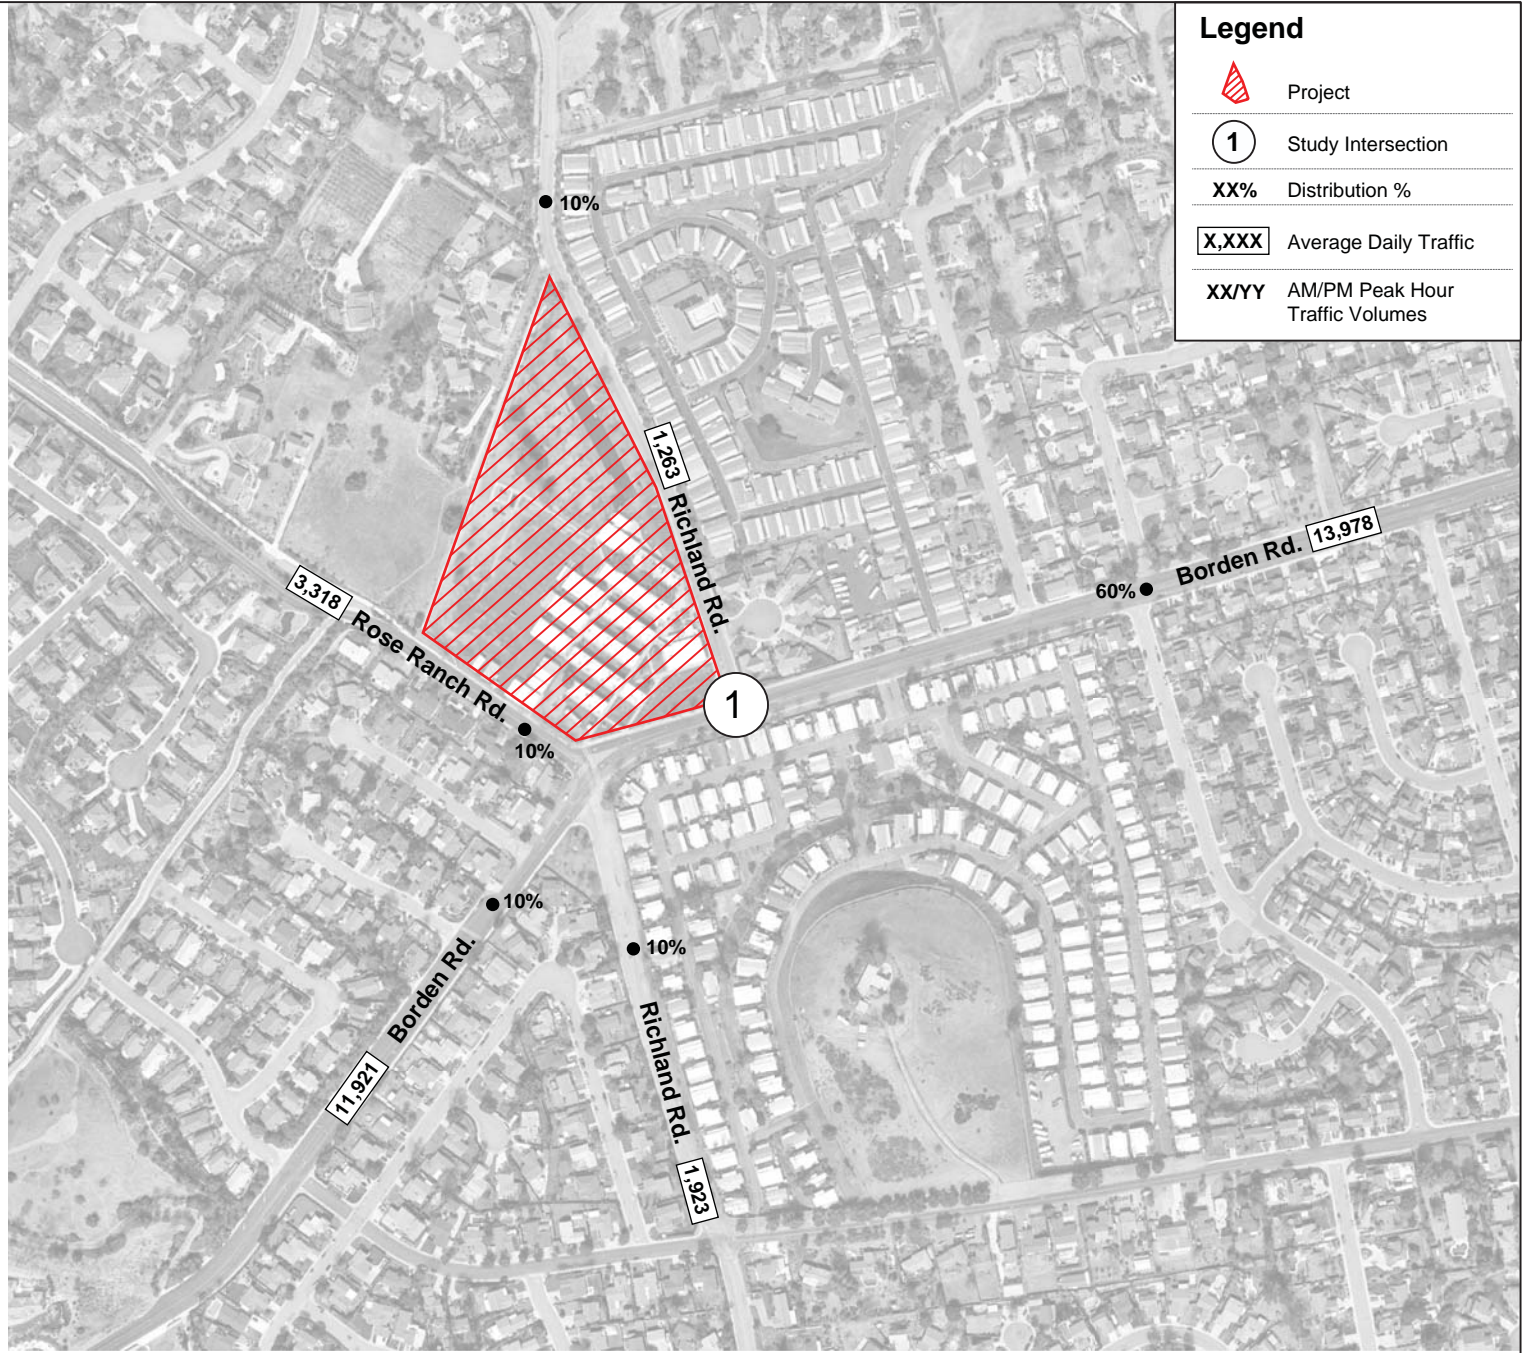 Legend
Project
1 Study Intersection
XX% Distribution %
X,XXX Average Daily Traffic
XX/YY AM/PM Peak Hour
Traffic Volumes
10%
1,263 Richland Rd.
Borden Rd. 13,978
60%
3,318 Rose Ranch Rd.
1
10%
10%
10%
Borden Rd.
11,921
Richland Rd.
1,923